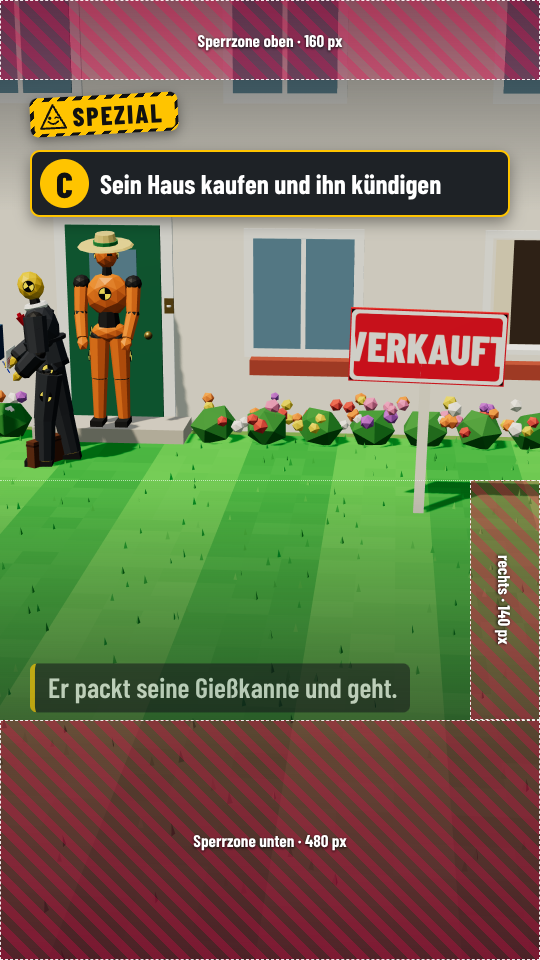 Sperrzone oben · 160 px
SPEZIAL
C Sein Haus kaufen und ihn kündigen
VERKAUFT
rechts · 140 px
Er packt seine Gießkanne und geht.
Sperrzone unten · 480 px